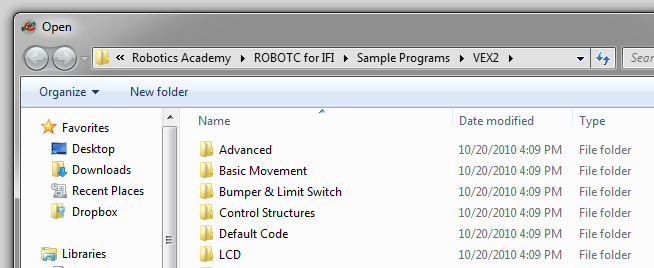 Open
« Robotics Academy ▸ ROBOTC for IFI ▸ Sample Programs ▸ VEX2 ▸
Organize ▾ New folder
Favorites
Desktop
Downloads
Recent Places
Dropbox
Libraries
Name Date modified Type
Advanced 10/20/2010 4:09 PM File folder
Basic Movement 10/20/2010 4:09 PM File folder
Bumper & Limit Switch 10/20/2010 4:09 PM File folder
Control Structures 10/20/2010 4:09 PM File folder
Default Code 10/20/2010 4:09 PM File folder
LCD 10/20/2010 4:09 PM File folder